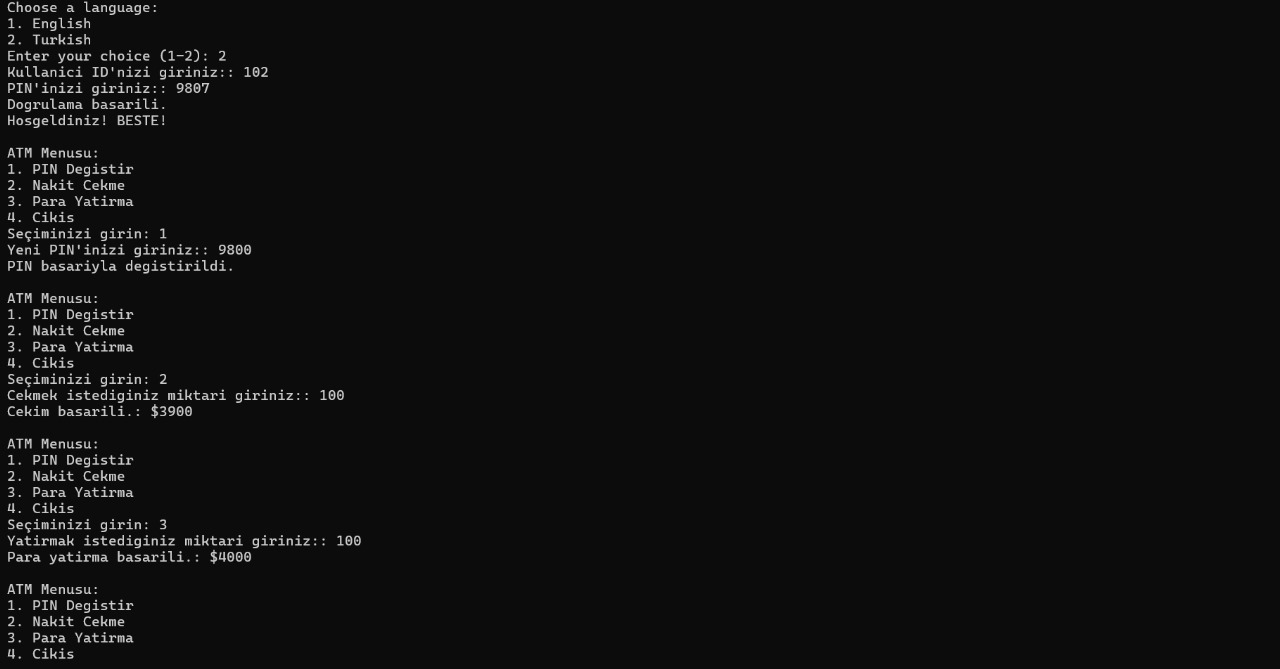 Choose a language:
1. English
2. Turkish
Enter your choice (1-2): 2
Kullanici ID'nizi giriniz:: 102
PIN'inizi giriniz:: 9807
Dogrulama basarili.
Hosgeldiniz! BESTE!
ATM Menusu:
1. PIN Degistir
2. Nakit Cekme
3. Para Yatirma
4. Cikis
Seçiminizi girin: 1
Yeni PIN'inizi giriniz:: 9800
PIN basariyla degistirildi.
ATM Menusu:
1. PIN Degistir
2. Nakit Cekme
3. Para Yatirma
4. Cikis
Seçiminizi girin: 2
Cekmek istediginiz miktari giriniz:: 100
Cekim basarili.: $3900
ATM Menusu:
1. PIN Degistir
2. Nakit Cekme
3. Para Yatirma
4. Cikis
Seçiminizi girin: 3
Yatirmak istediginiz miktari giriniz:: 100
Para yatirma basarili.: $4000
ATM Menusu:
1. PIN Degistir
2. Nakit Cekme
3. Para Yatirma
4. Cikis